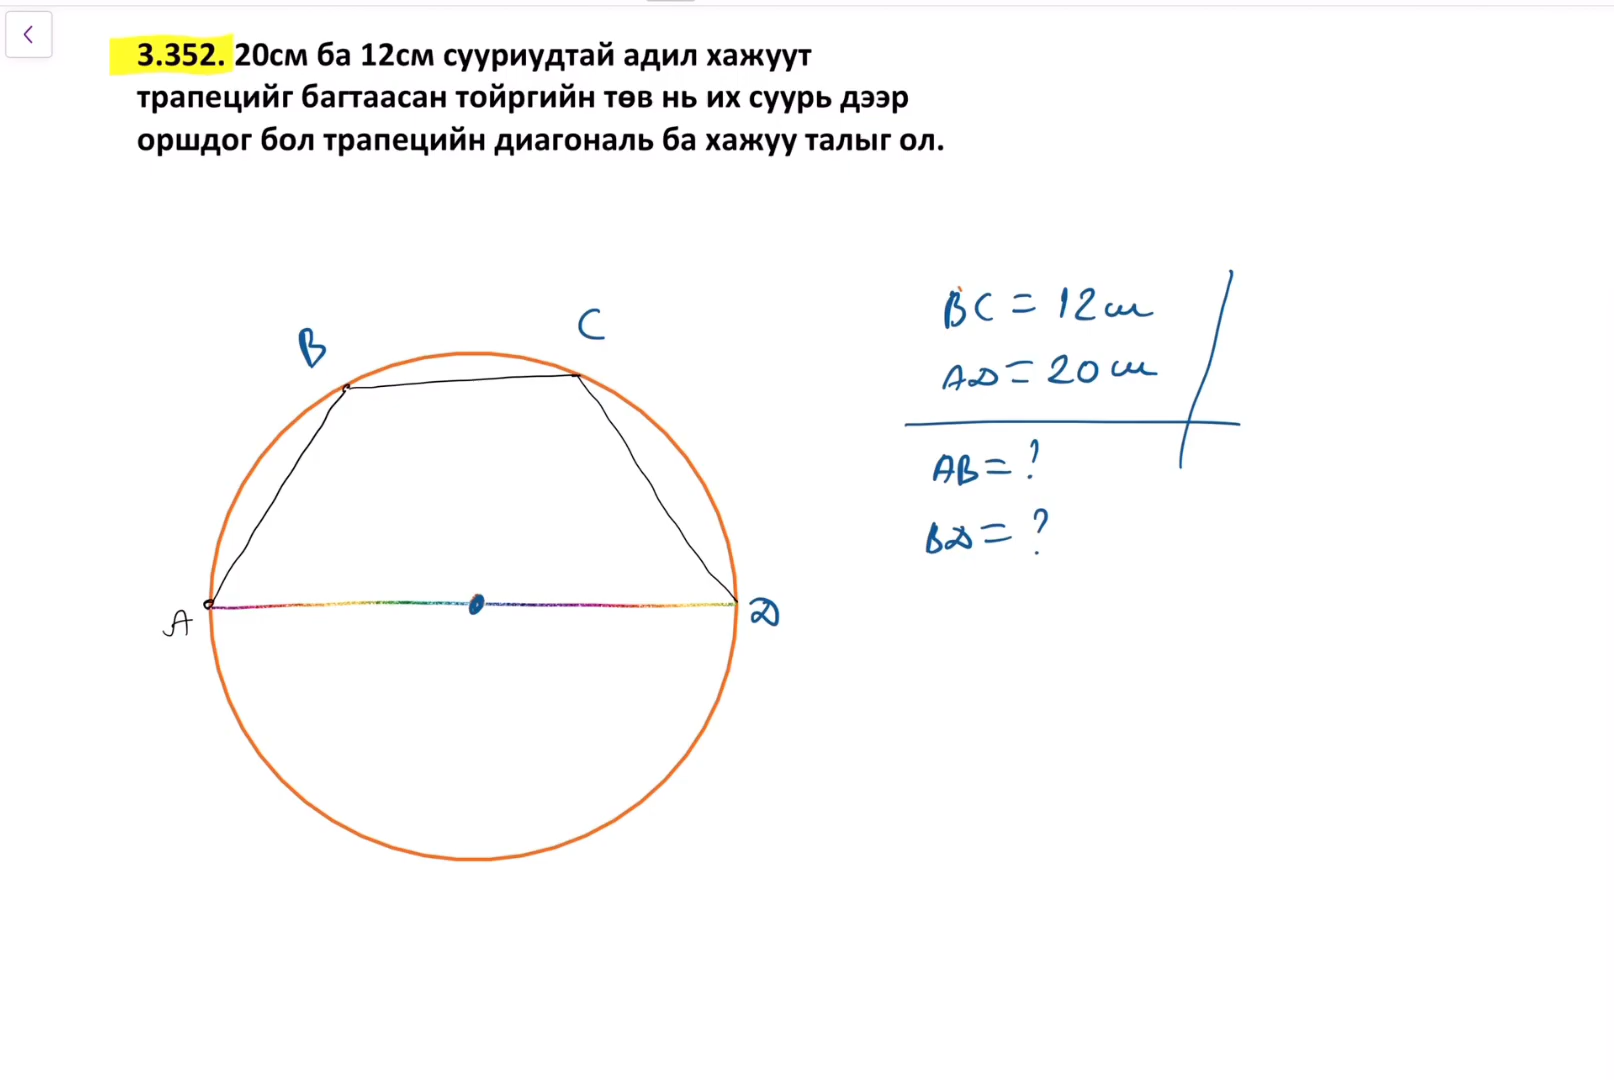 3.352. 20см ба 12см сууриудтай адил хажуут
трапецийг багтаасан тойргийн төв нь их суурь дээр
оршдог бол трапецийн диагональ ба хажуу талыг ол.
B
C
A
D
BC = 12см
AD = 20см
AB = ?
BD = ?